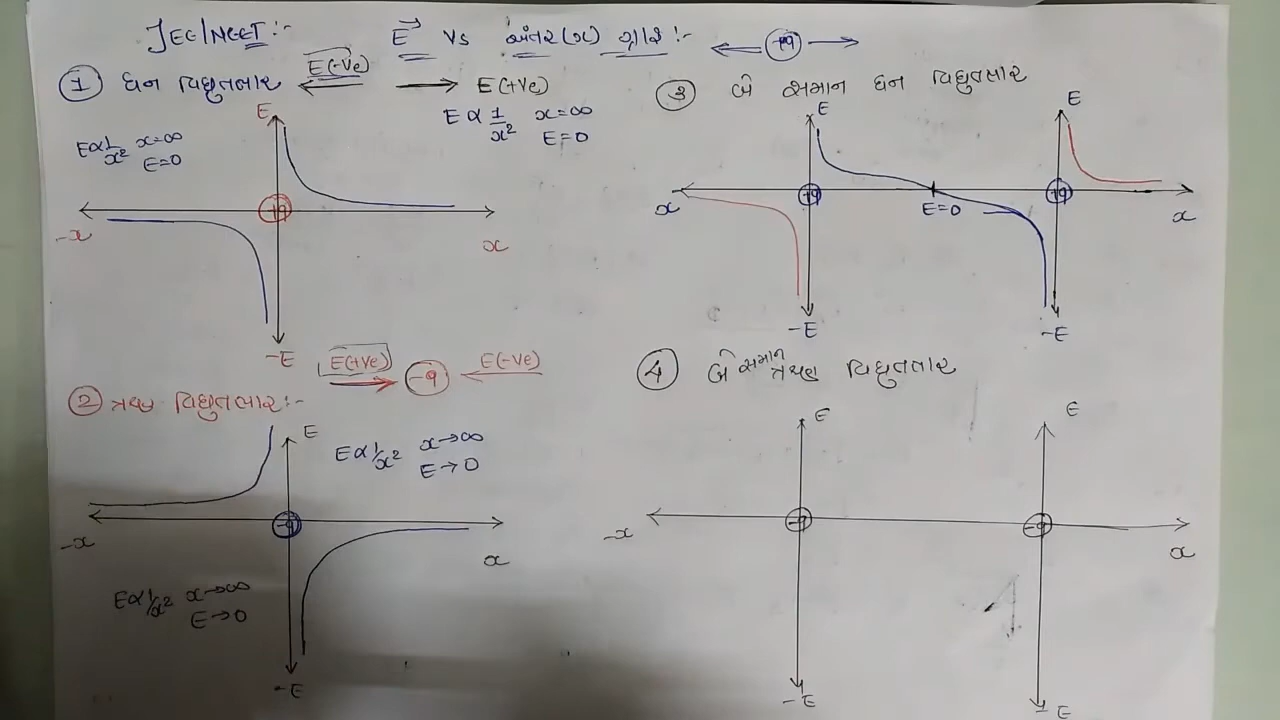 JEE/NEET:-
E vs અંતર(x) ગ્રાફ :-
+q
① ધન વિદ્યુતભાર E(-ve) E(+ve)
E∝1/x² x=∞
E=0
E
E∝1/x² x=∞
E=0
+q
-x
x
-E
② ઋણ વિદ્યુતભાર:-
E(+ve) -q E(-ve)
E
E∝1/x² x→∞
E→0
-q
-x
x
E∝1/x² x→∞
E→0
-E
③ બે સમાન ધન વિદ્યુતભાર
E E
+q +q
x E=0 x
-E -E
④ બે સમાન ઋણ વિદ્યુતભાર
E E
-q -q
-x x
-E -E